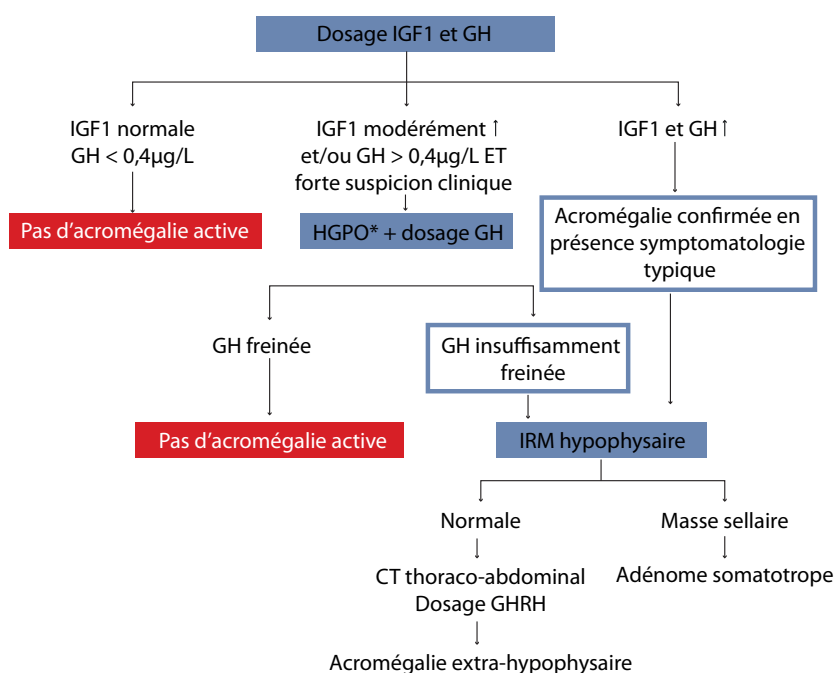 Dosage IGF1 et GH
IGF1 normale
GH < 0,4µg/L
IGF1 modérément ↑
et/ou GH > 0,4µg/L ET
forte suspicion clinique
IGF1 et GH ↑
Pas d'acromégalie active
HGPO* + dosage GH
Acromégalie confirmée en
présence symptomatologie
typique
GH freinée
GH insuffisamment
freinée
Pas d'acromégalie active
IRM hypophysaire
Normale
Masse sellaire
CT thoraco-abdominal
Dosage GHRH
Adénome somatotrope
Acromégalie extra-hypophysaire